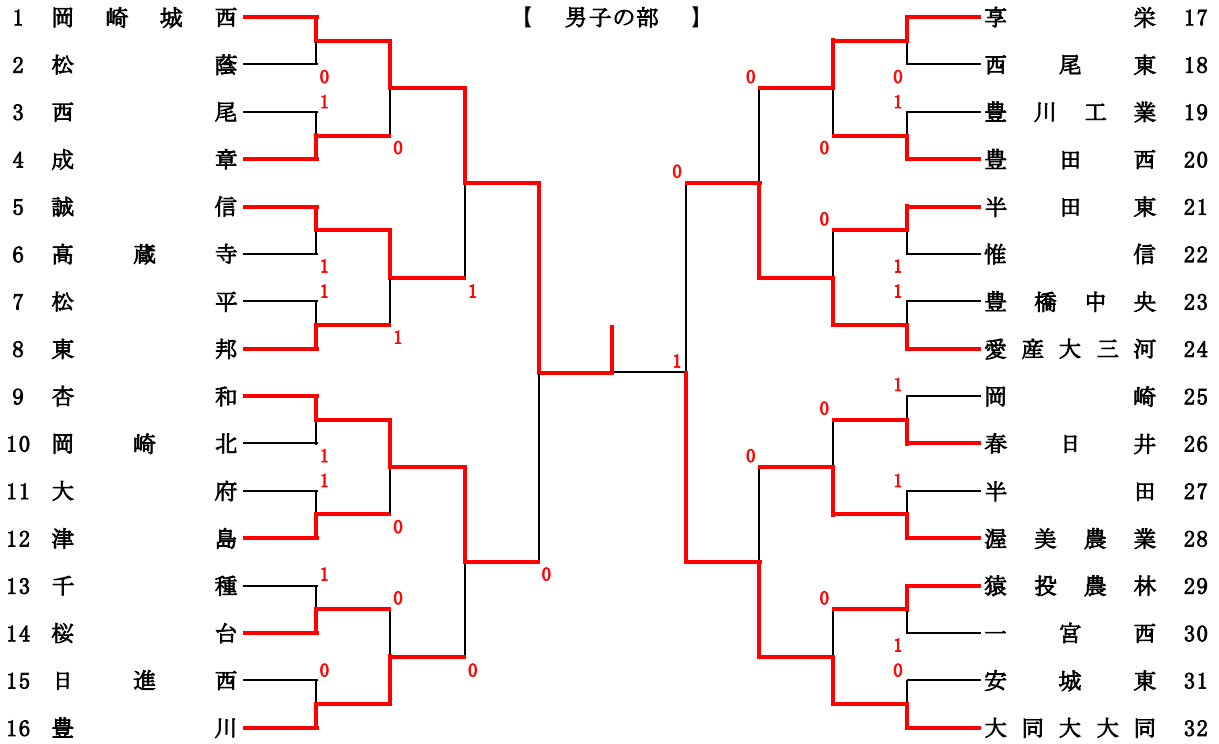 【 男子の部 】
1 岡崎城西
2 松蔭
0
3 西尾
1
4 成章
0
5 誠信
6 高蔵寺
1
7 松平
1
8 東邦
1
1
9 杏和
10 岡崎北
1
11 大府
1
12 津島
0
13 千種
1
14 桜台
0
15 日進西
0
16 豊川
0
0
享栄 17
西尾東 18
0
0
豊川工業 19
1
豊田西 20
0
0
半田東 21
0
惟信 22
1
豊橋中央 23
1
愛産大三河 24
1
岡崎 25
1
春日井 26
0
0
半田 27
1
渥美農業 28
猿投農林 29
0
一宮西 30
1
安城東 31
0
大同大大同 32